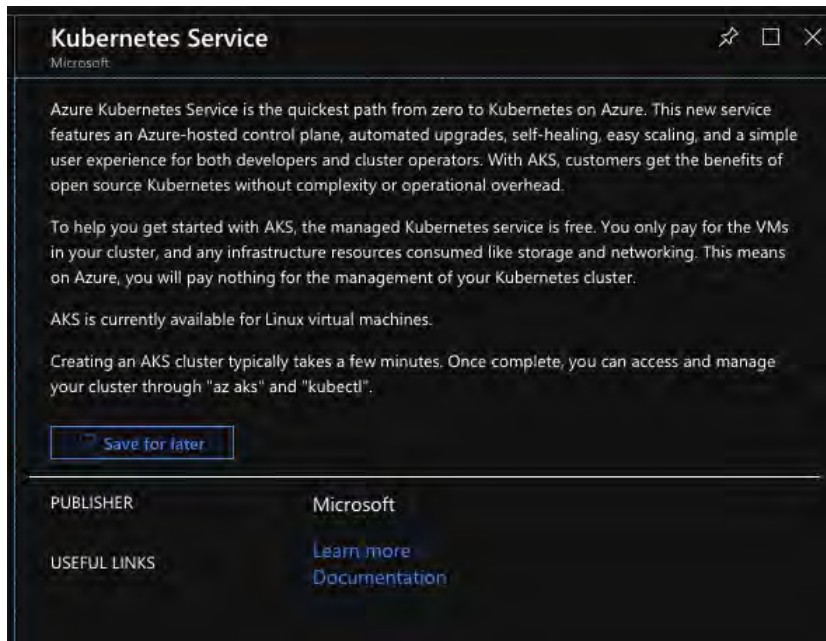 Kubernetes Service
Microsoft
Azure Kubernetes Service is the quickest path from zero to Kubernetes on Azure. This new service
features an Azure-hosted control plane, automated upgrades, self-healing, easy scaling, and a simple
user experience for both developers and cluster operators. With AKS, customers get the benefits of
open source Kubernetes without complexity or operational overhead.
To help you get started with AKS, the managed Kubernetes service is free. You only pay for the VMs
in your cluster, and any infrastructure resources consumed like storage and networking. This means
on Azure, you will pay nothing for the management of your Kubernetes cluster.
AKS is currently available for Linux virtual machines.
Creating an AKS cluster typically takes a few minutes. Once complete, you can access and manage
your cluster through "az aks" and "kubectl".
Save for later
PUBLISHER Microsoft
USEFUL LINKS Learn more
Documentation